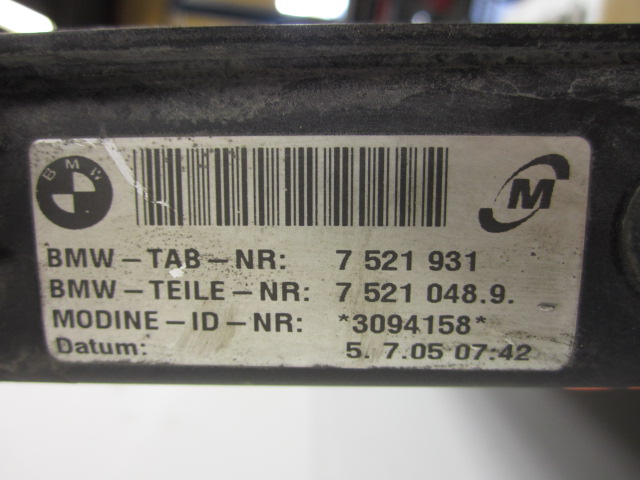 BMW
M
BMW-TAB-NR: 7 521 931
BMW-TEILE-NR: 7 521 048.9.
MODINE-ID-NR: *3094158*
Datum: 5. 7.05 07:42